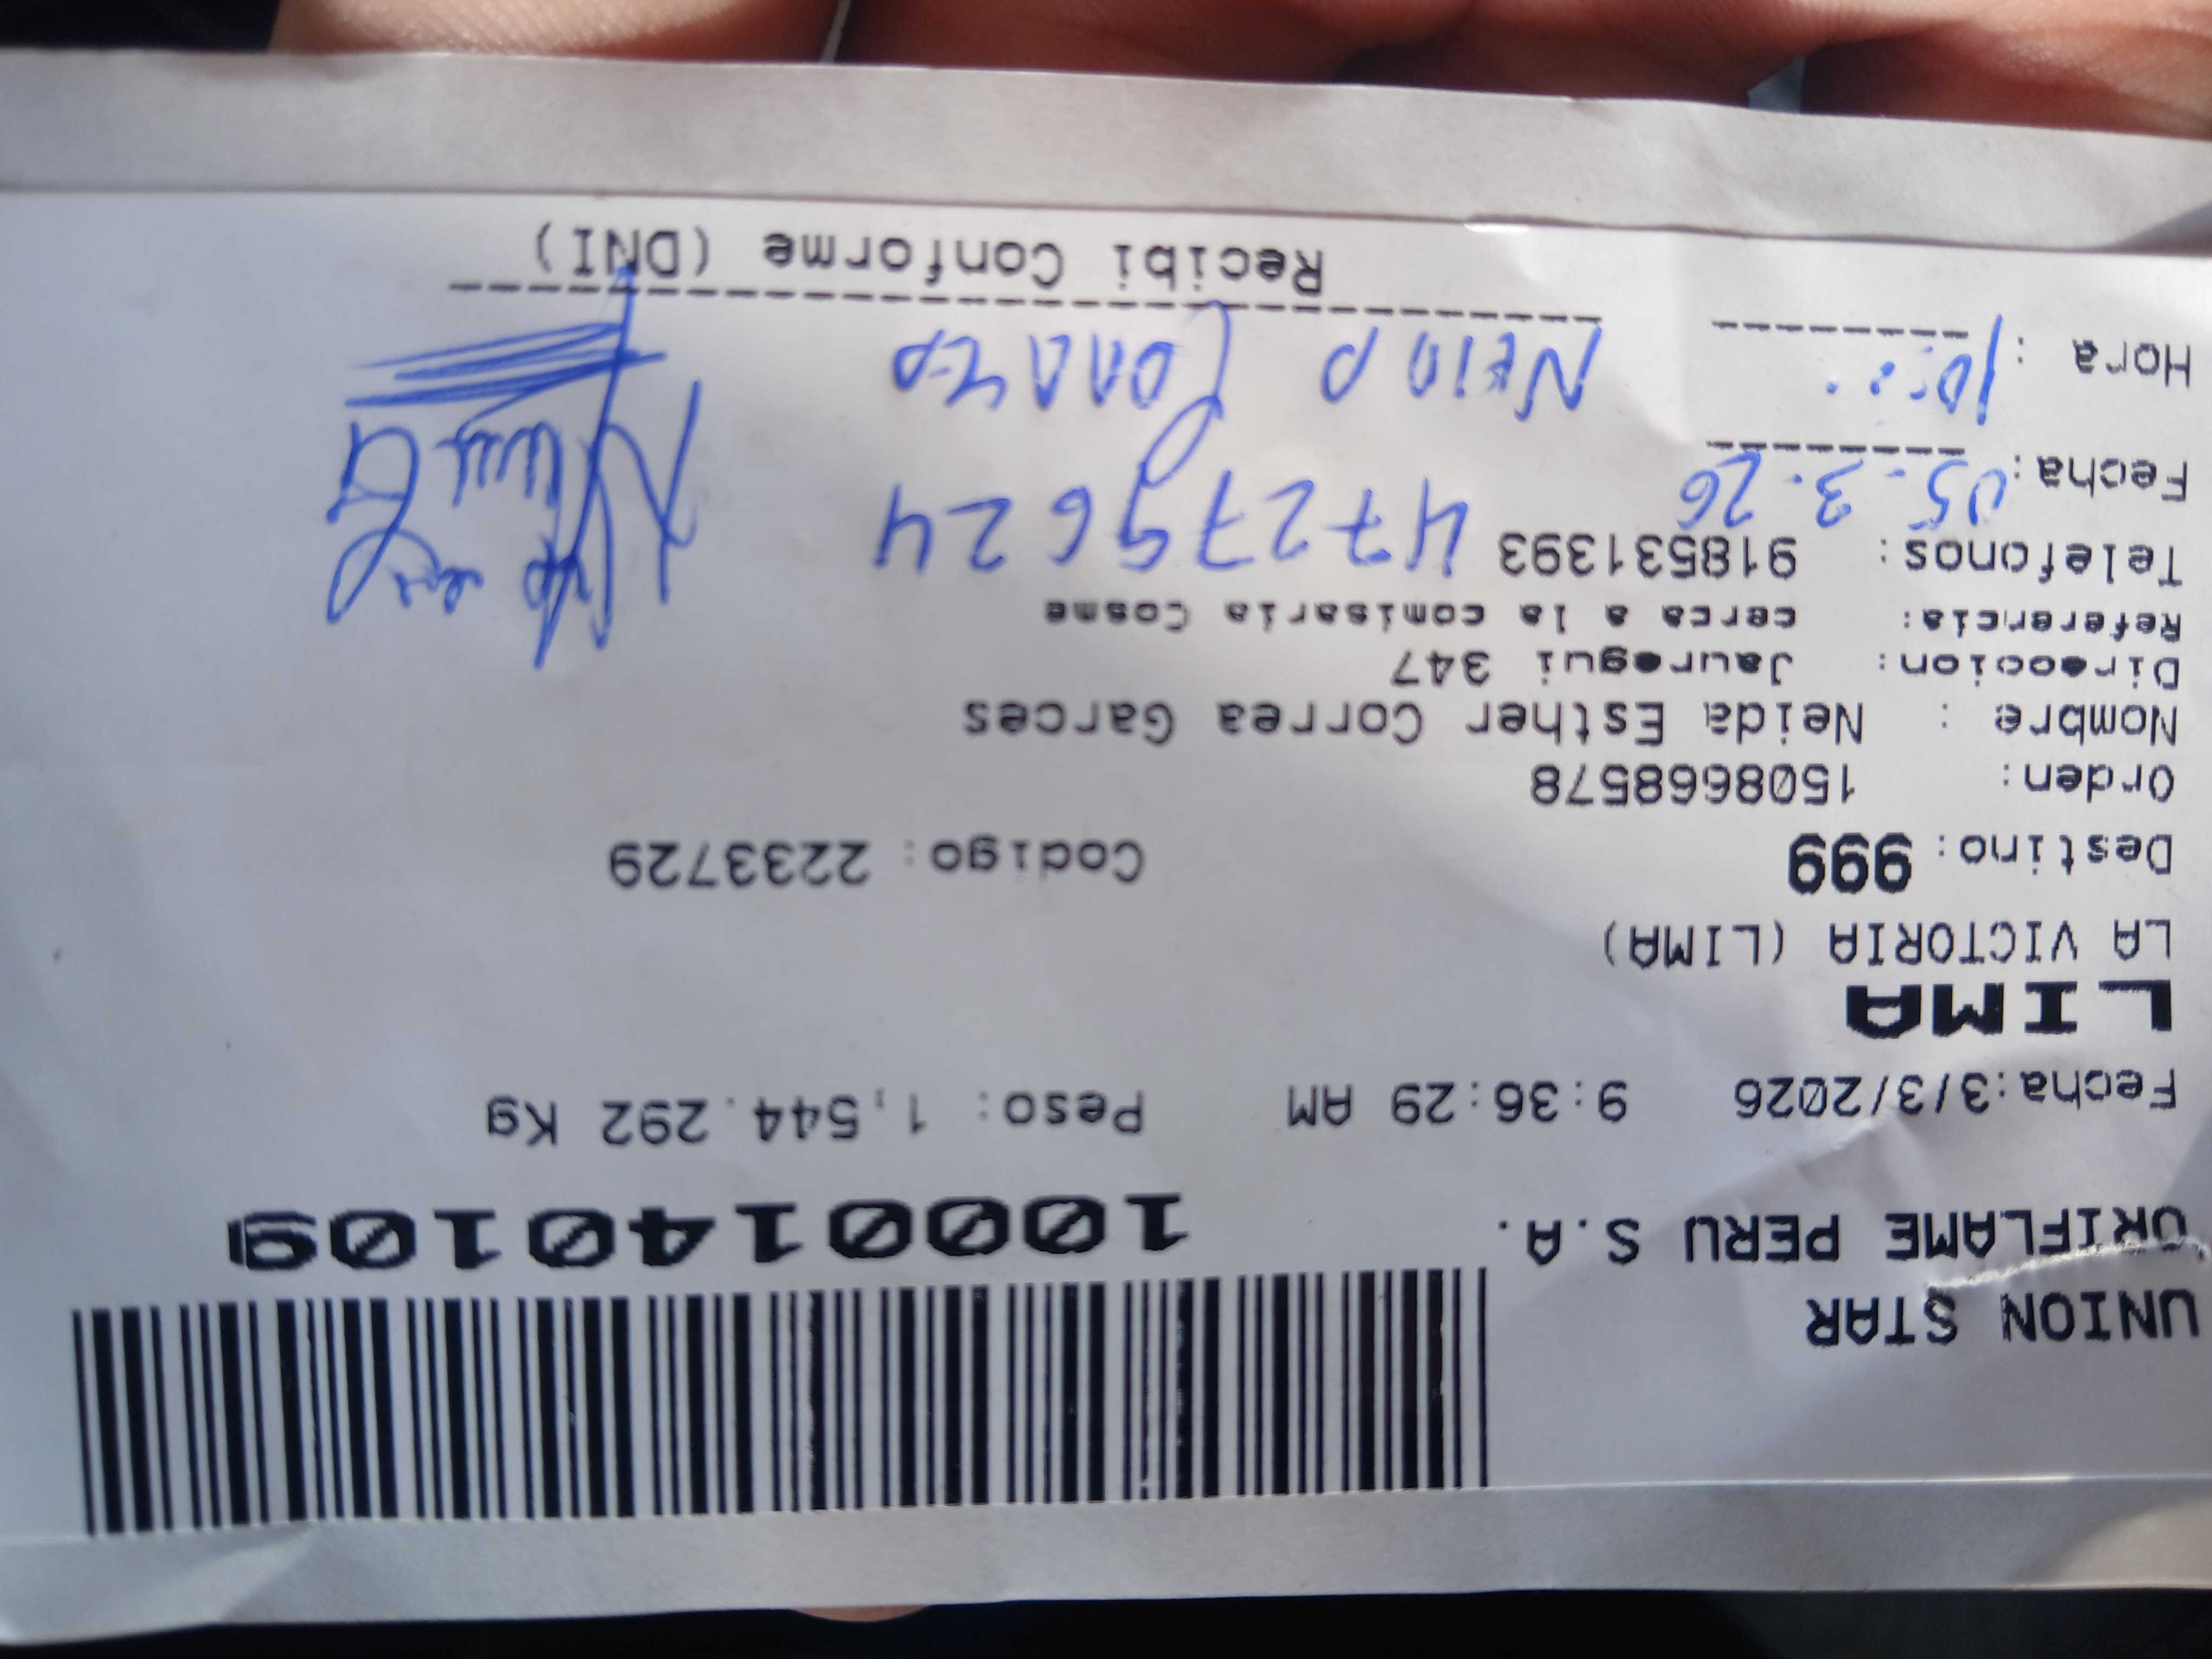 UNION STAR
ORIFLAME PERU S.A.
1000140109
Fecha:3/3/2026 9:36:29 AM Peso: 1,544.292 Kg
LIMA
LA VICTORIA (LIMA)
Destino: 999 Codigo: 2233729
Orden: 1508668578
Nombre : Neida Esther Correa Garces
Direccion: Jauregui 347
Referencia: cerca a la comisaria Cosme
Telefonos: 918531393
47279624
Fecha: 05.3.26
Hora : 10::
Recibi Conforme (DNI)